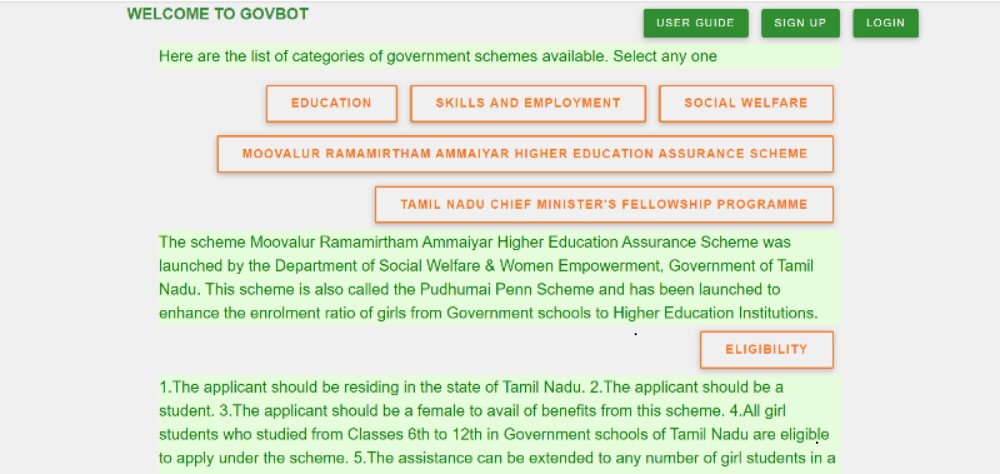 WELCOME TO GOVBOT
USER GUIDE
SIGN UP
LOGIN
Here are the list of categories of government schemes available. Select any one
EDUCATION
SKILLS AND EMPLOYMENT
SOCIAL WELFARE
MOOVALUR RAMAMIRTHAM AMMAIYAR HIGHER EDUCATION ASSURANCE SCHEME
TAMIL NADU CHIEF MINISTER'S FELLOWSHIP PROGRAMME
The scheme Moovalur Ramamirtham Ammaiyar Higher Education Assurance Scheme was
launched by the Department of Social Welfare & Women Empowerment, Government of Tamil
Nadu. This scheme is also called the Pudhumai Penn Scheme and has been launched to
enhance the enrolment ratio of girls from Government schools to Higher Education Institutions.
ELIGIBILITY
1.The applicant should be residing in the state of Tamil Nadu. 2.The applicant should be a
student. 3.The applicant should be a female to avail of benefits from this scheme. 4.All girl
students who studied from Classes 6th to 12th in Government schools of Tamil Nadu are eligible
to apply under the scheme. 5.The assistance can be extended to any number of girl students in a